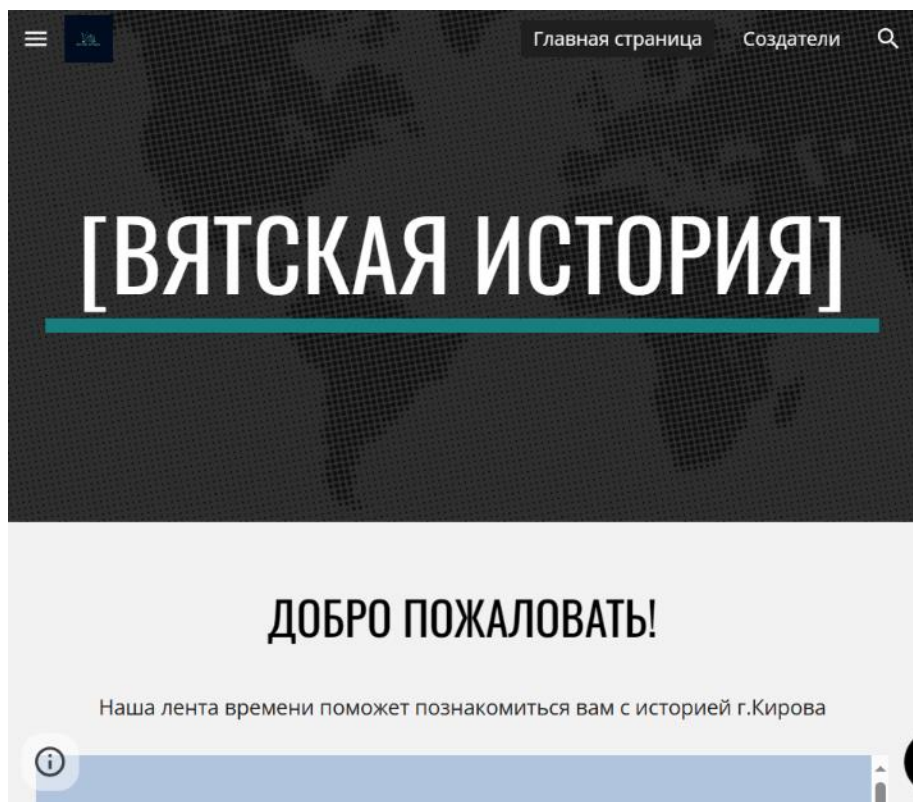 Главная страница
Создатели
[ВЯТСКАЯ ИСТОРИЯ]
ДОБРО ПОЖАЛОВАТЬ!
Наша лента времени поможет познакомиться вам с историей г.Кирова